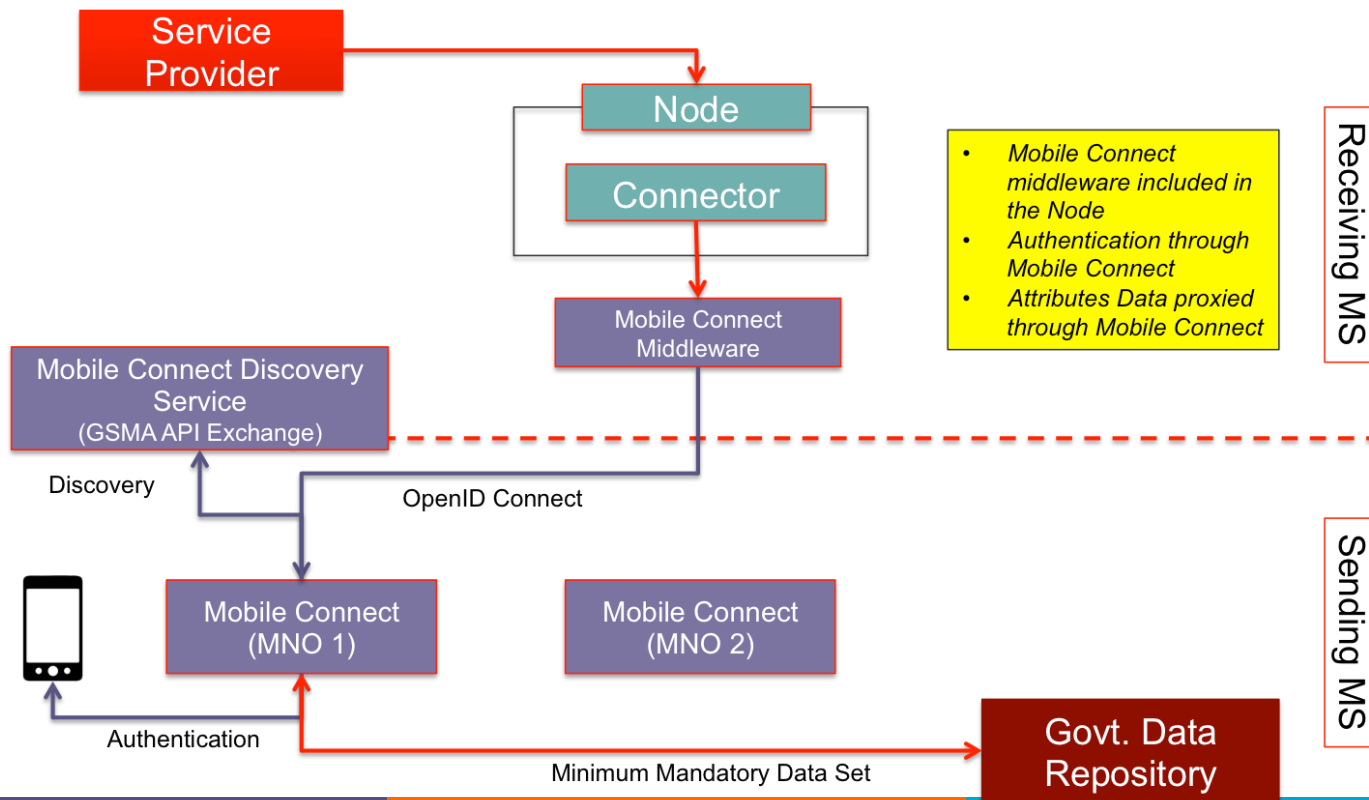 Service
Provider
Node
Connector
• Mobile Connect
middleware included in
the Node
• Authentication through
Mobile Connect
• Attributes Data proxied
through Mobile Connect
Receiving MS
Mobile Connect
Middleware
Mobile Connect Discovery
Service
(GSMA API Exchange)
Discovery
OpenID Connect
Mobile Connect
(MNO 1)
Mobile Connect
(MNO 2)
Sending MS
Authentication
Minimum Mandatory Data Set
Govt. Data
Repository